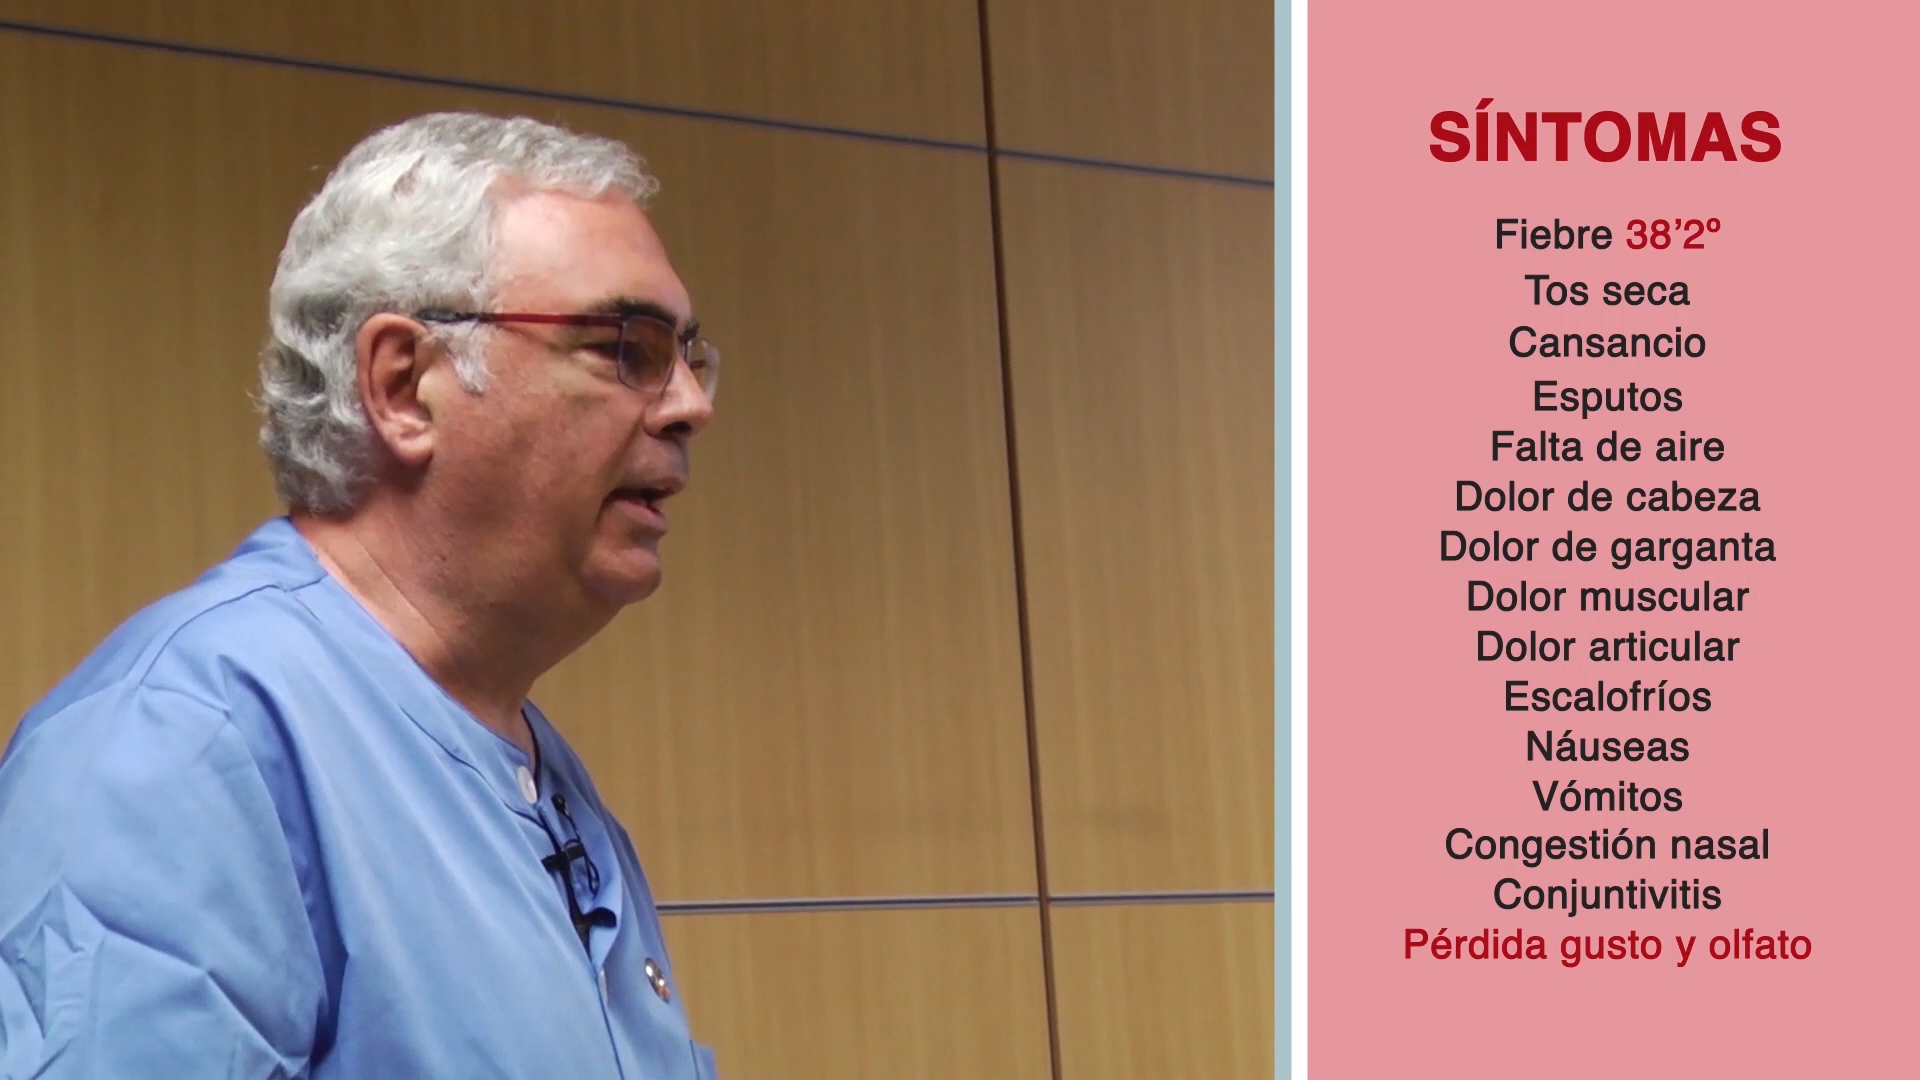 SÍNTOMAS
Fiebre 38’2º
Tos seca
Cansancio
Esputos
Falta de aire
Dolor de cabeza
Dolor de garganta
Dolor muscular
Dolor articular
Escalofríos
Náuseas
Vómitos
Congestión nasal
Conjuntivitis
Pérdida gusto y olfato